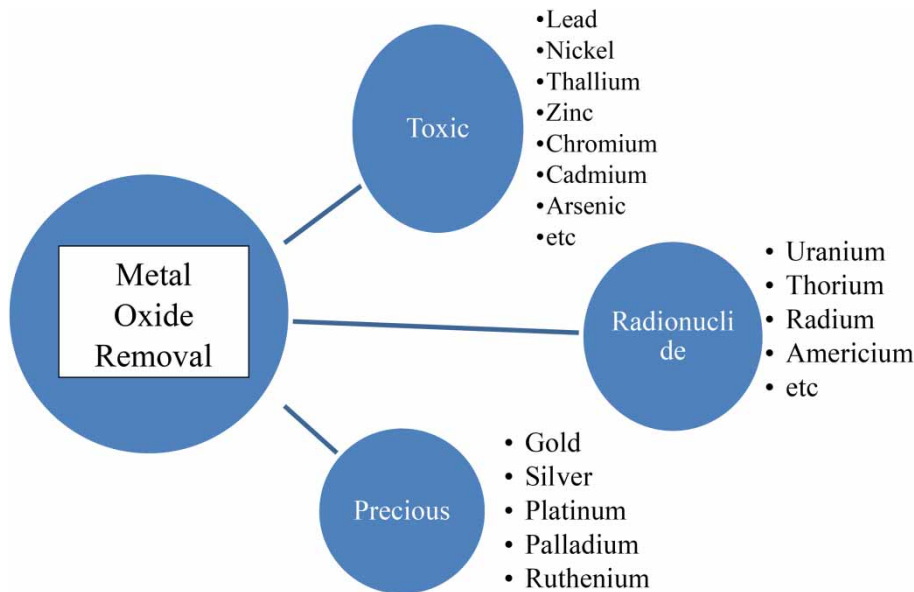 Metal
Oxide
Removal
Toxic
•Lead
•Nickel
•Thallium
•Zinc
•Chromium
•Cadmium
•Arsenic
•etc
Radionucli
de
• Uranium
• Thorium
• Radium
• Americium
• etc
Precious
• Gold
• Silver
• Platinum
• Palladium
• Ruthenium